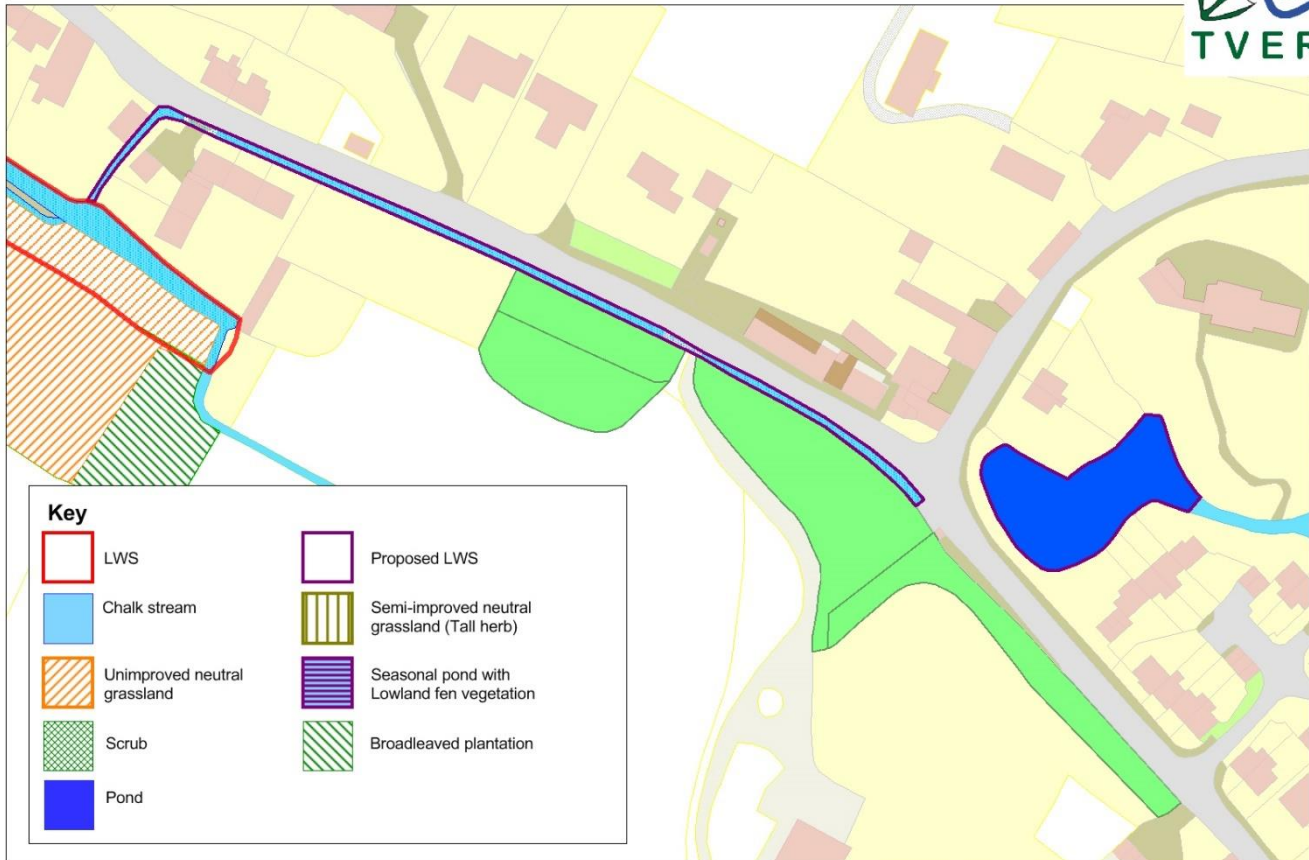 TVER
Key
LWS
Proposed LWS
Chalk stream
Semi-improved neutral
grassland (Tall herb)
Unimproved neutral
grassland
Seasonal pond with
Lowland fen vegetation
Scrub
Broadleaved plantation
Pond